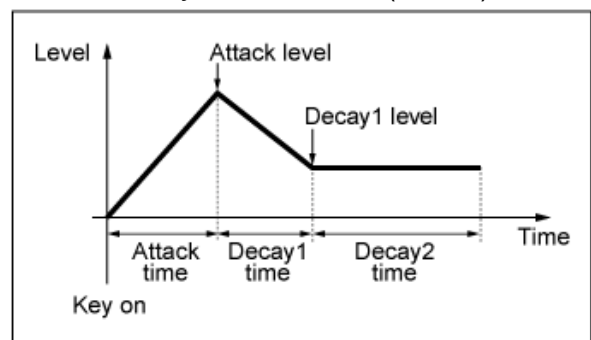 Level
Attack level
Decay1 level
Time
Attack
time
Decay1
time
Decay2
time
Key on